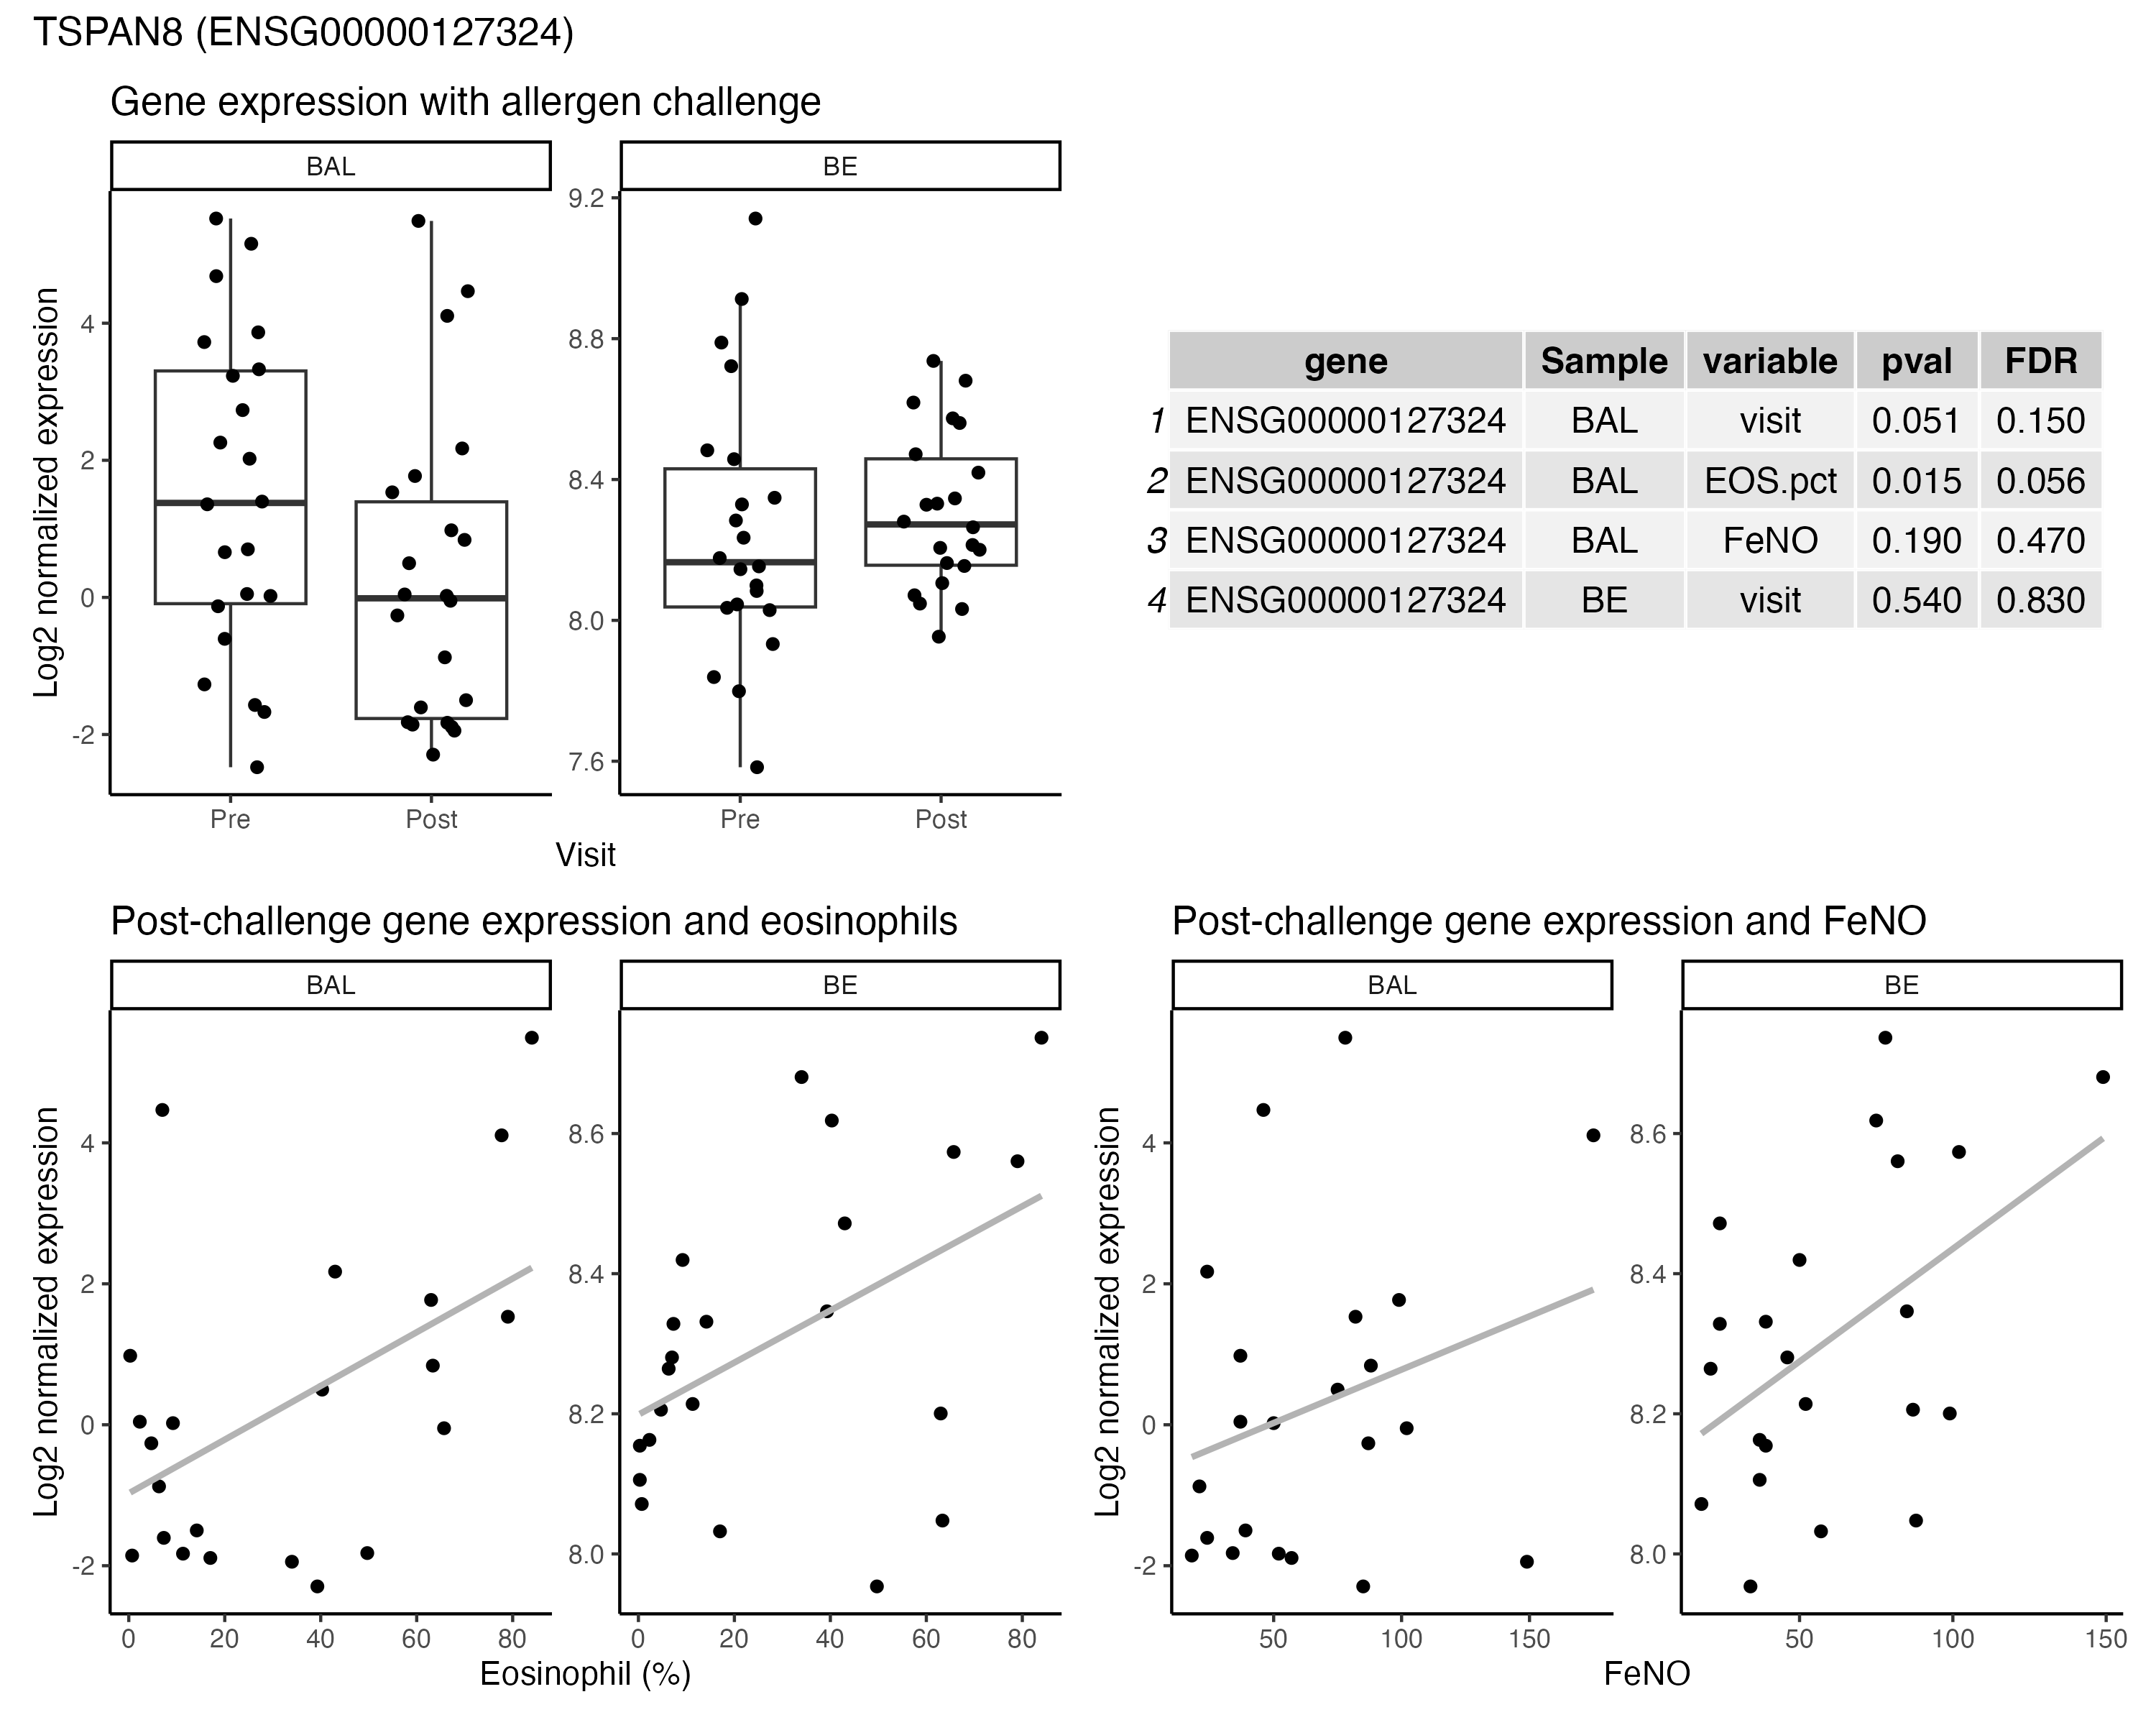 TSPAN8 (ENSG00000127324)
Gene expression with allergen challenge
BAL
BE
Log2 normalized expression
4
2
0
-2
9.2
8.8
8.4
8.0
7.6
Pre
Post
Pre
Post
Visit
gene Sample variable pval FDR
1 ENSG00000127324 BAL visit 0.051 0.150
2 ENSG00000127324 BAL EOS.pct 0.015 0.056
3 ENSG00000127324 BAL FeNO 0.190 0.470
4 ENSG00000127324 BE visit 0.540 0.830
Post-challenge gene expression and eosinophils
BAL
BE
Log2 normalized expression
4
2
0
-2
8.6
8.4
8.2
8.0
0 20 40 60 80
0 20 40 60 80
Eosinophil (%)
Post-challenge gene expression and FeNO
BAL
BE
Log2 normalized expression
4
2
0
-2
8.6
8.4
8.2
8.0
50 100 150
50 100 150
FeNO